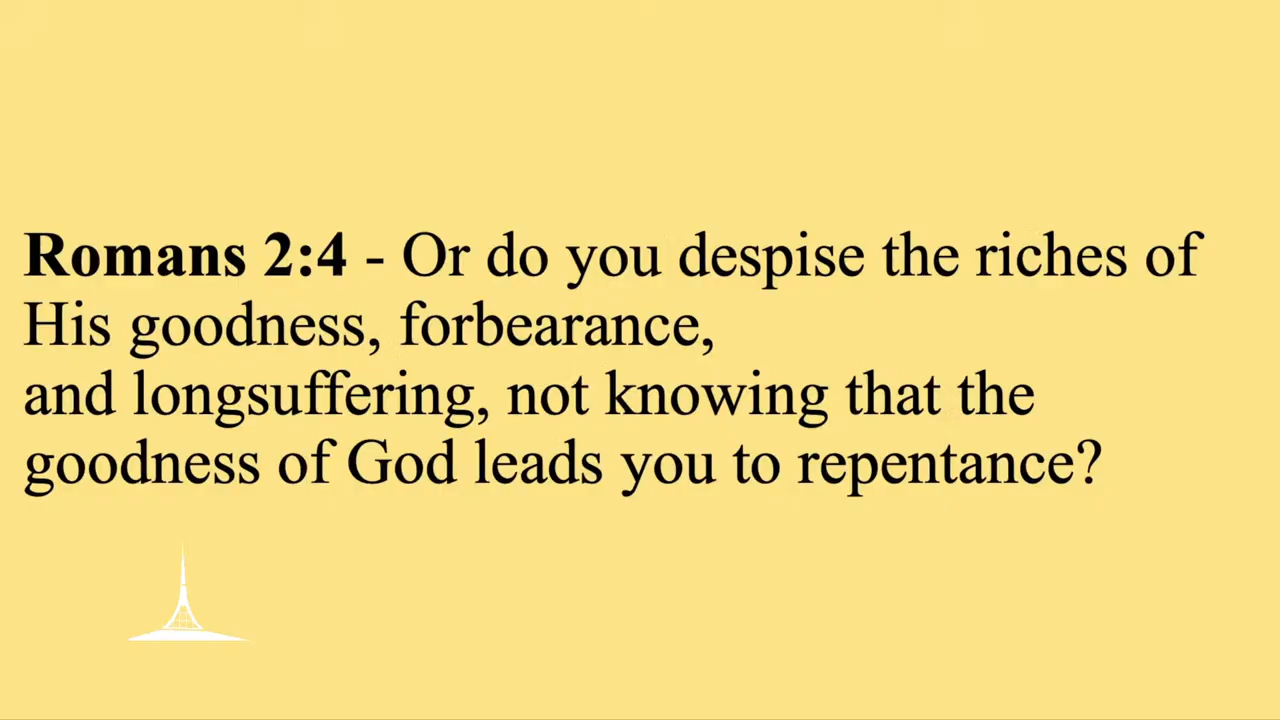 Romans 2:4 - Or do you despise the riches of
His goodness, forbearance,
and longsuffering, not knowing that the
goodness of God leads you to repentance?